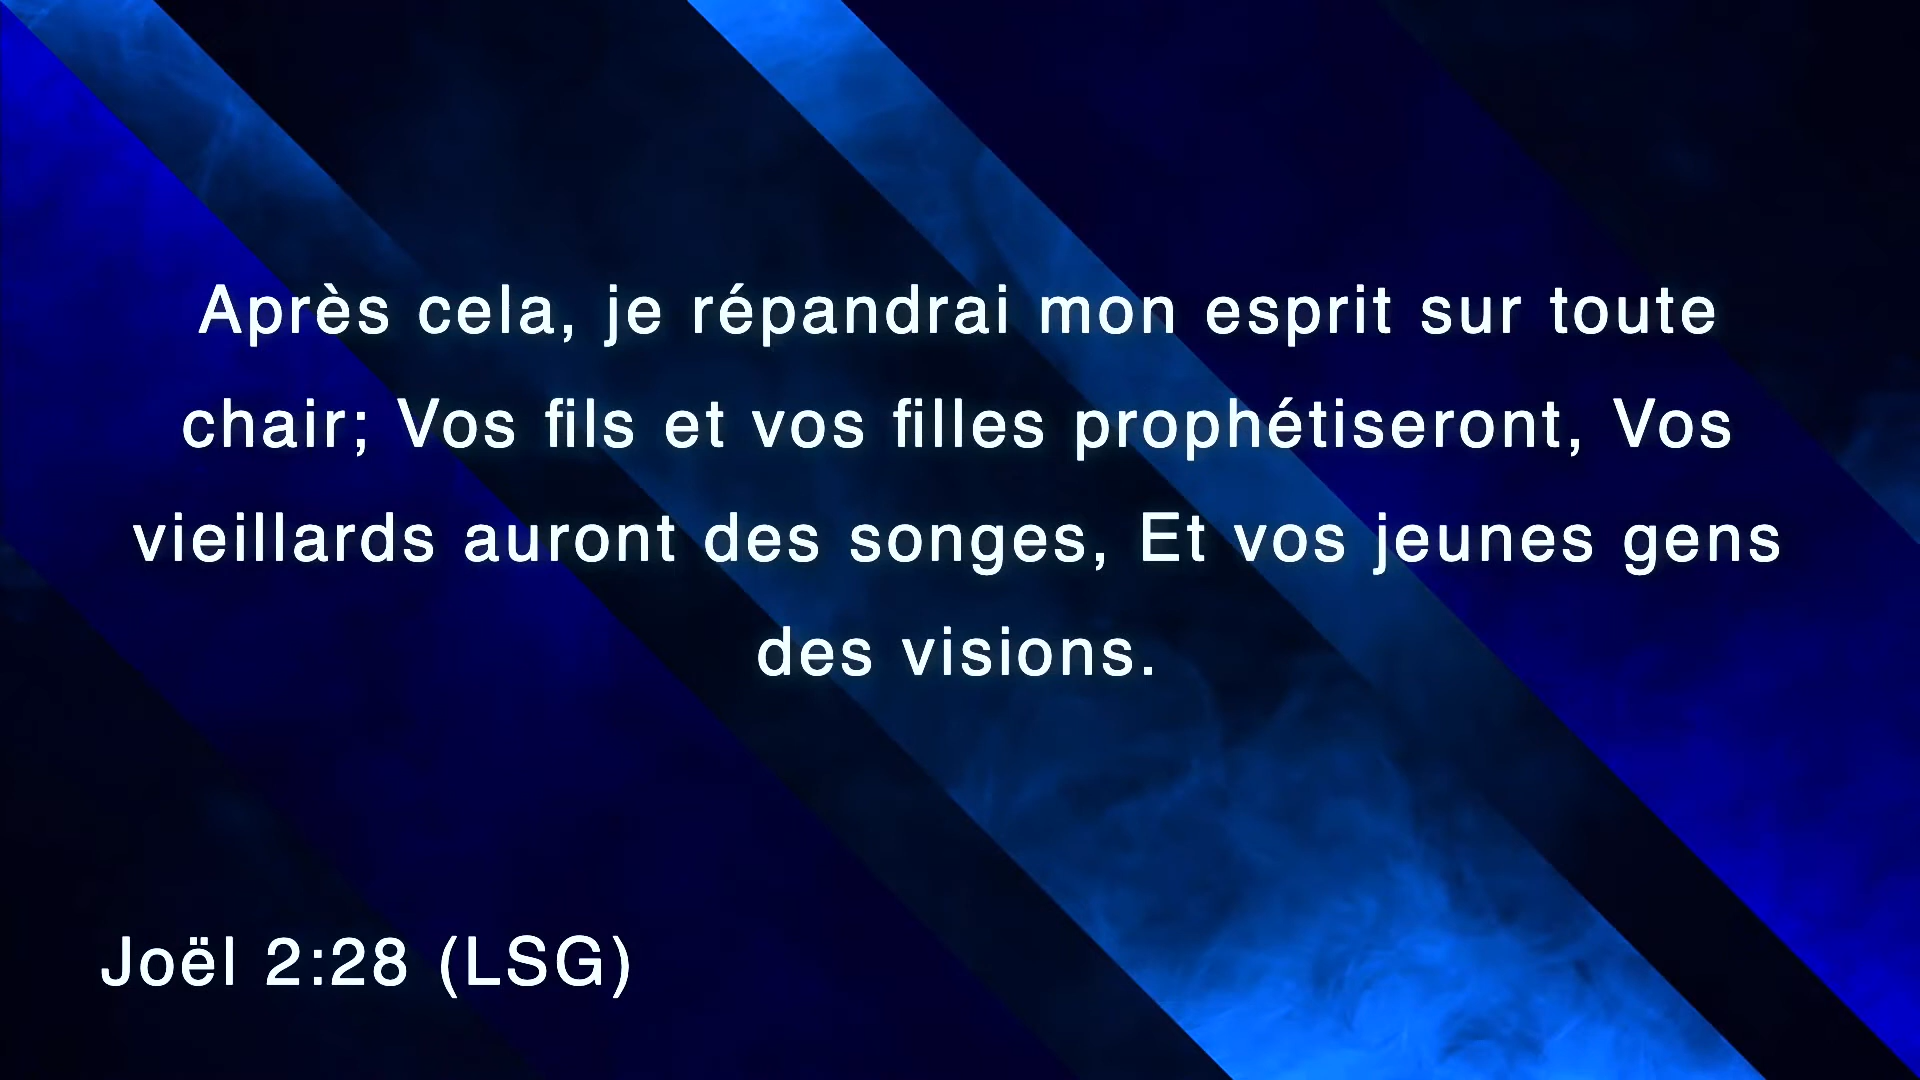 Après cela, je répandrai mon esprit sur toute
chair; Vos fils et vos filles prophétiseront, Vos
vieillards auront des songes, Et vos jeunes gens
des visions.
Joël 2:28 (LSG)